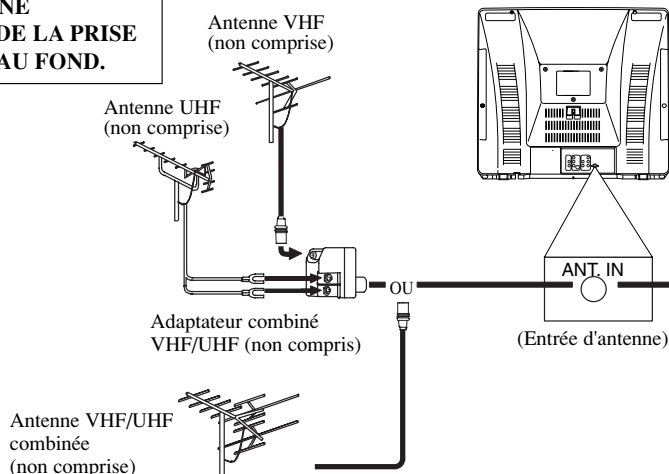 NE
DE LA PRISE
AU FOND.
Antenne VHF
(non comprise)
Antenne UHF
(non comprise)
OU
ANT. IN
(Entrée d'antenne)
Adaptateur combiné
VHF/UHF (non compris)
Antenne VHF/UHF
combinée
(non comprise)